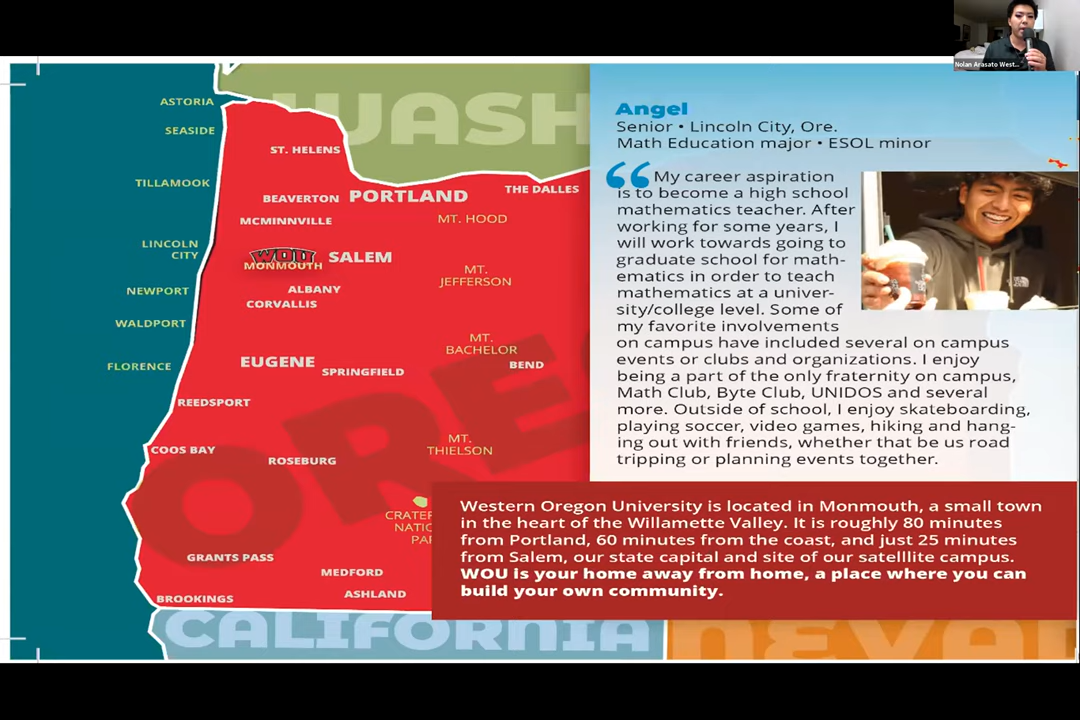 Nolan Arasato West...
WASH
ASTORIA
SEASIDE
ST. HELENS
TILLAMOOK
BEAVERTON
PORTLAND
THE DALLES
MCMINNVILLE
MT. HOOD
LINCOLN
CITY
WOU
MONMOUTH
SALEM
MT.
JEFFERSON
NEWPORT
ALBANY
CORVALLIS
WALDPORT
MT.
BACHELOR
FLORENCE
EUGENE
SPRINGFIELD
BEND
REEDSPORT
ORE
COOS BAY
ROSEBURG
MT.
THIELSON
CRATER
NATIO
PAR
GRANTS PASS
MEDFORD
BROOKINGS
ASHLAND
CALIFORNIA
NEVA
Angel
Senior • Lincoln City, Ore.
Math Education major • ESOL minor
“ My career aspiration
is to become a high school
mathematics teacher. After
working for some years, I
will work towards going to
graduate school for math-
ematics in order to teach
mathematics at a univer-
sity/college level. Some of
my favorite involvements
on campus have included several on campus
events or clubs and organizations. I enjoy
being a part of the only fraternity on campus,
Math Club, Byte Club, UNIDOS and several
more. Outside of school, I enjoy skateboarding,
playing soccer, video games, hiking and hang-
ing out with friends, whether that be us road
tripping or planning events together.
Western Oregon University is located in Monmouth, a small town
in the heart of the Willamette Valley. It is roughly 80 minutes
from Portland, 60 minutes from the coast, and just 25 minutes
from Salem, our state capital and site of our satelllite campus.
WOU is your home away from home, a place where you can
build your own community.